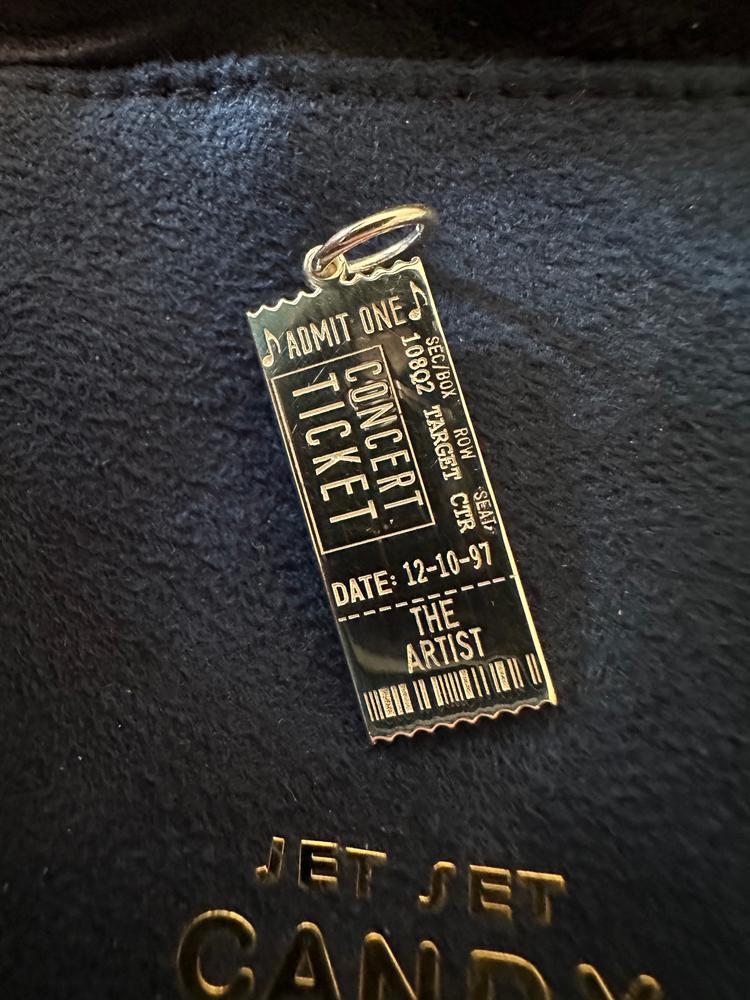 ADMIT ONE
CONCERT
TICKET
SEC/BOX ROW SEAT
108Q2 TARGET CTR
DATE: 12-10-97
THE
ARTIST
JET SET
CANDY